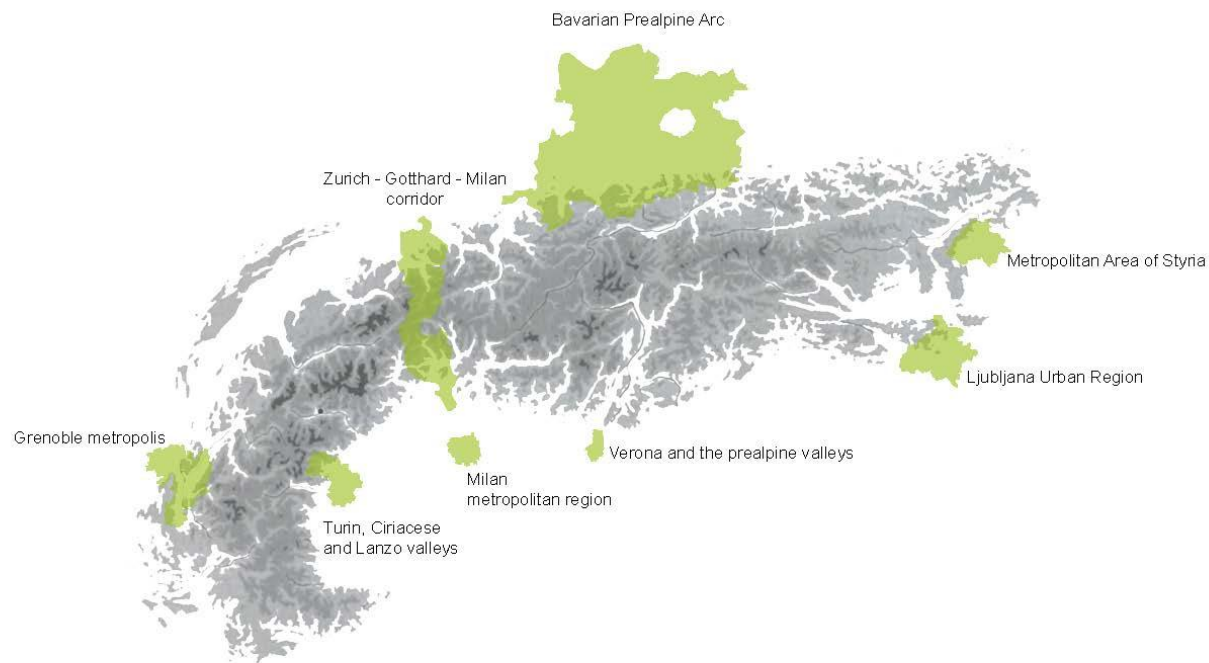 Bavarian Prealpine Arc
Zurich - Gotthard - Milan
corridor
Metropolitan Area of Styria
Ljubljana Urban Region
Grenoble metropolis
Verona and the prealpine valleys
Milan
metropolitan region
Turin, Ciriacese
and Lanzo valleys